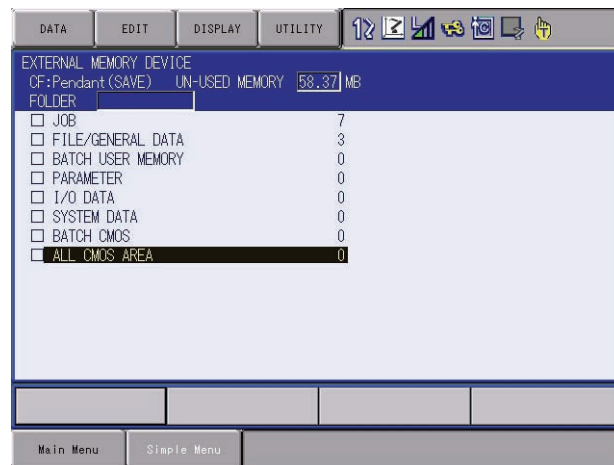 DATA EDIT DISPLAY UTILITY
EXTERNAL MEMORY DEVICE
CF:Pendant(SAVE) UN-USED MEMORY 58.37 MB
FOLDER
JOB 7
FILE/GENERAL DATA 3
BATCH USER MEMORY 0
PARAMETER 0
I/O DATA 0
SYSTEM DATA 0
BATCH CMOS 0
ALL CMOS AREA 0
Main Menu Simple Menu